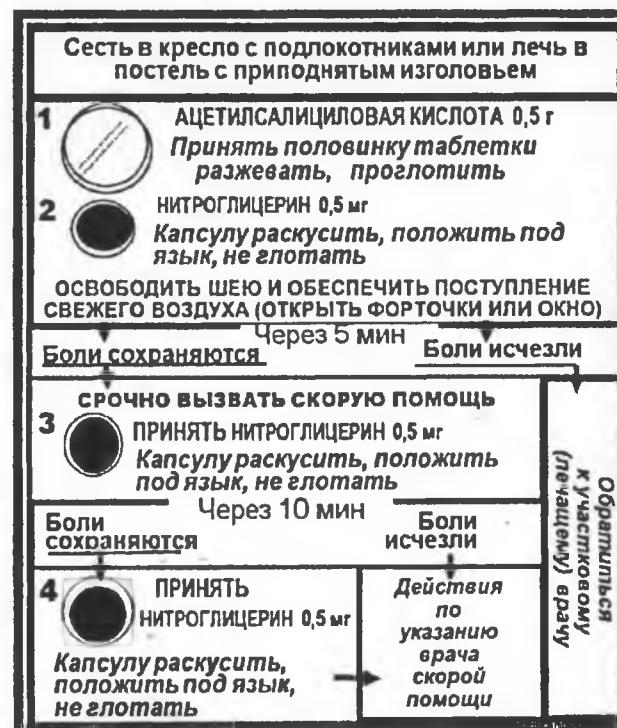 Сесть в кресло с подлокотниками или лечь в
постель с приподнятым изголовьем
1
АЦЕТИЛСАЛИЦИЛОВАЯ КИСЛОТА 0,5 г
Принять половинку таблетки
разжевать, проглотить
2
НИТРОГЛИЦЕРИН 0,5 мг
Капсулу раскусить, положить под
язык, не глотать
ОСВОБОДИТЬ ШЕЮ И ОБЕСПЕЧИТЬ ПОСТУПЛЕНИЕ
СВЕЖЕГО ВОЗДУХА (ОТКРЫТЬ ФОРТОЧКИ ИЛИ ОКНО)
Через 5 мин
Боли сохраняются
Боли исчезли
СРОЧНО ВЫЗВАТЬ СКОРУЮ ПОМОЩЬ
3
ПРИНЯТЬ НИТРОГЛИЦЕРИН 0,5 мг
Капсулу раскусить, положить
под язык, не глотать
Через 10 мин
Боли
сохраняются
Боли
исчезли
4
ПРИНЯТЬ
НИТРОГЛИЦЕРИН 0,5 мг
Капсулу раскусить,
положить под язык,
не глотать
Действия
по
указанию
врача
скорой
помощи
Обратиться
к участковому
(лечащему) врачу